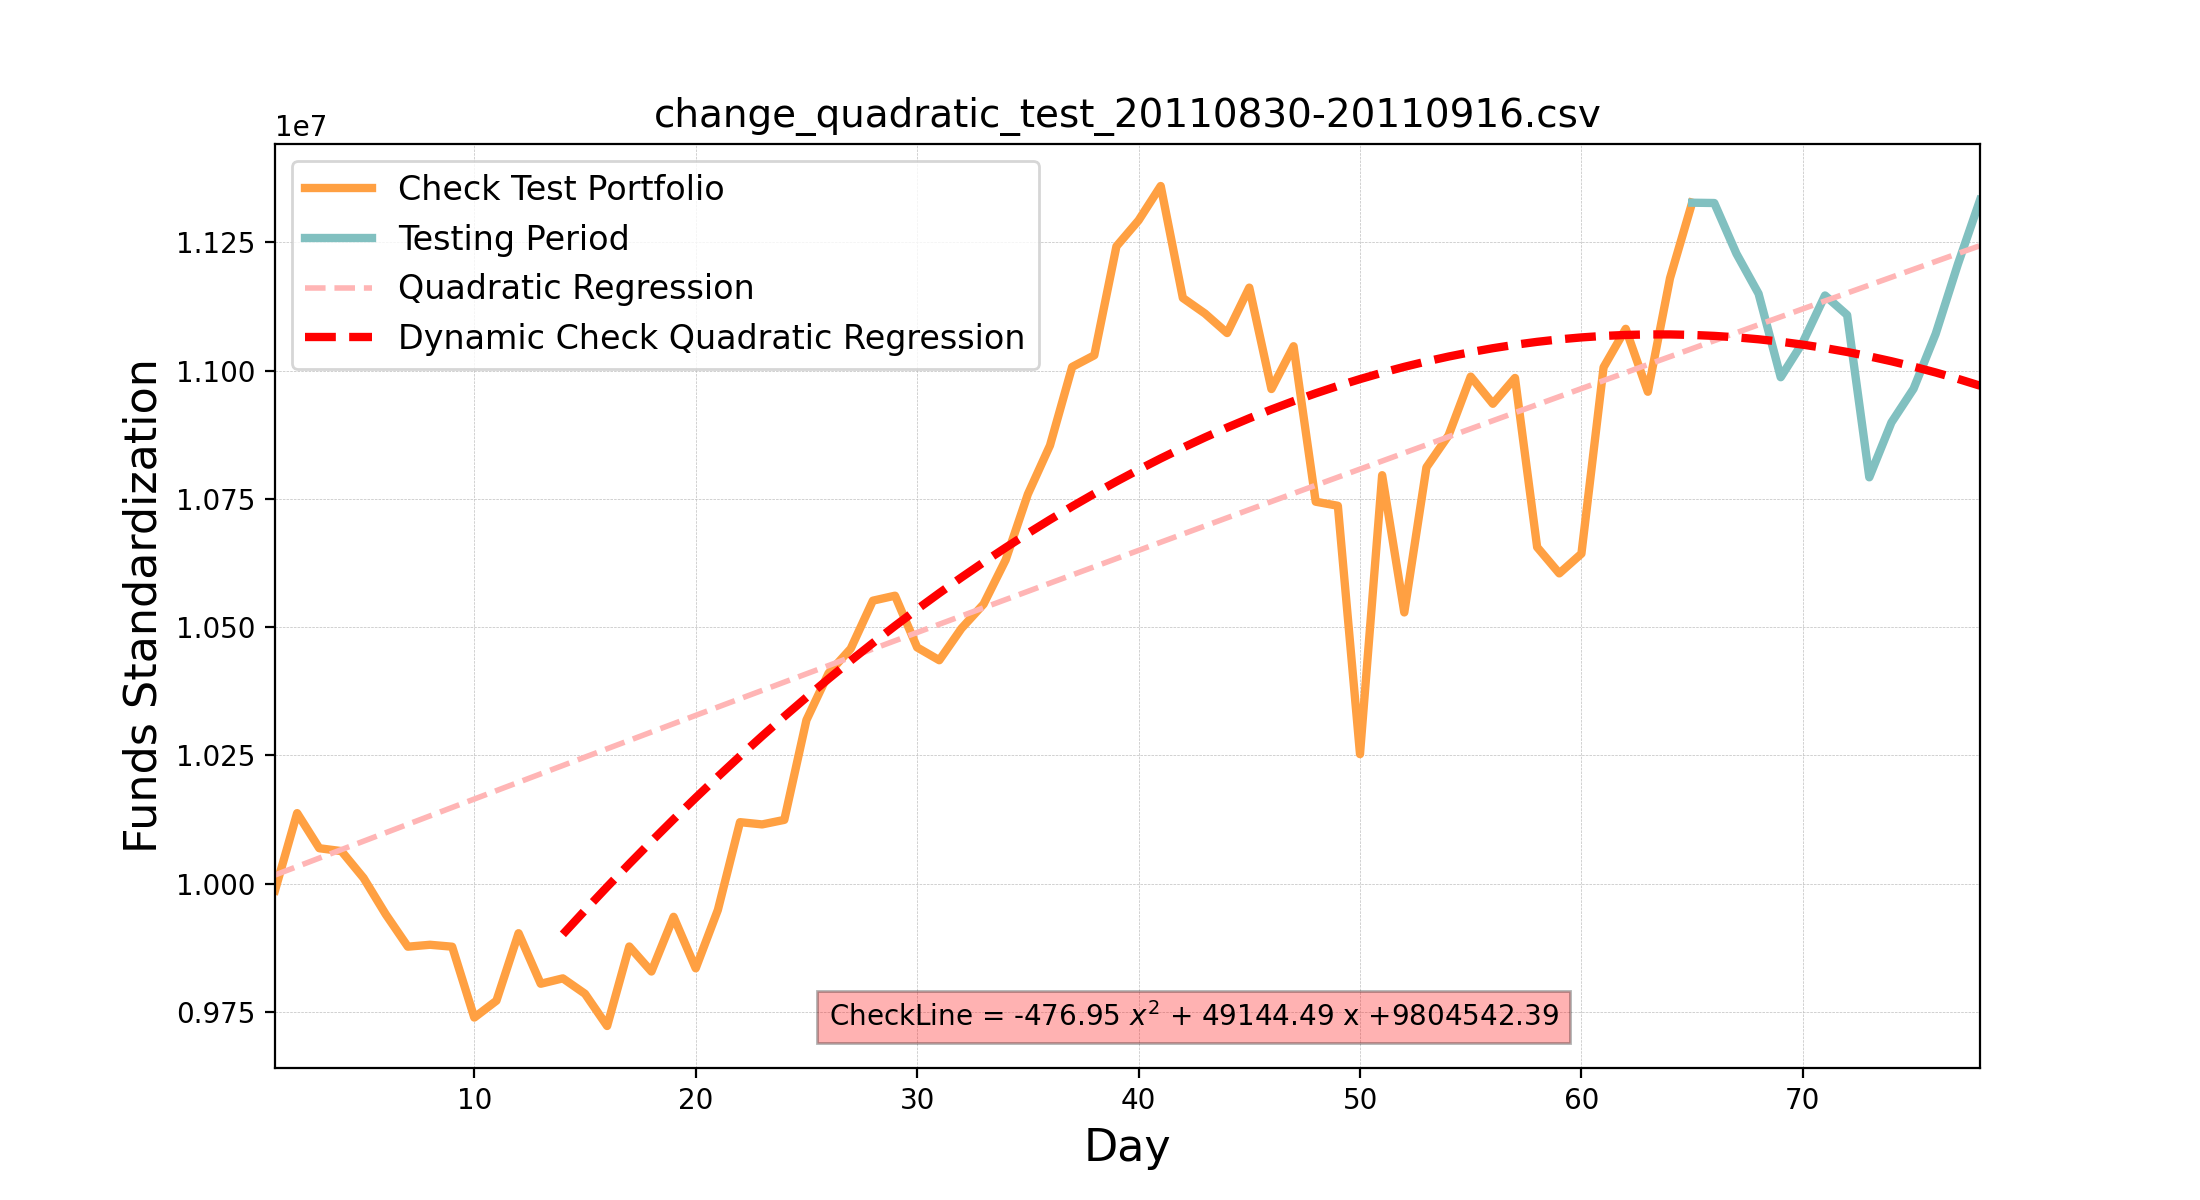 change_quadratic_test_20110830-20110916.csv
1e7
Check Test Portfolio
Testing Period
Quadratic Regression
Dynamic Check Quadratic Regression
Funds Standardization
1.125
1.100
1.075
1.050
1.025
1.000
0.975
CheckLine = -476.95 x² + 49144.49 x +9804542.39
10 20 30 40 50 60 70
Day